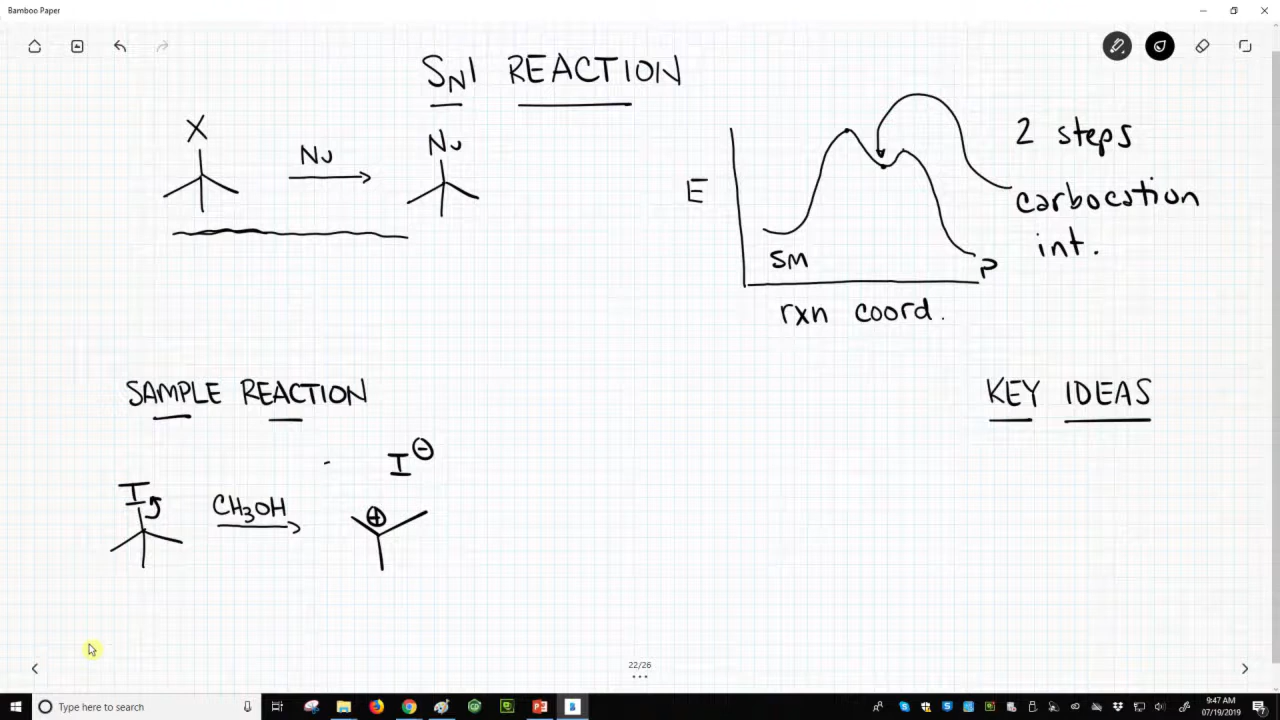 Bamboo Paper
SN1 REACTION
X
Nu
Nu
E
SM
P
rxn coord.
2 steps
carbocation
int.
SAMPLE REACTION
KEY IDEAS
I
CH3OH
I⊖
⊕
22/26
Type here to search
9:47 AM
07/19/2019